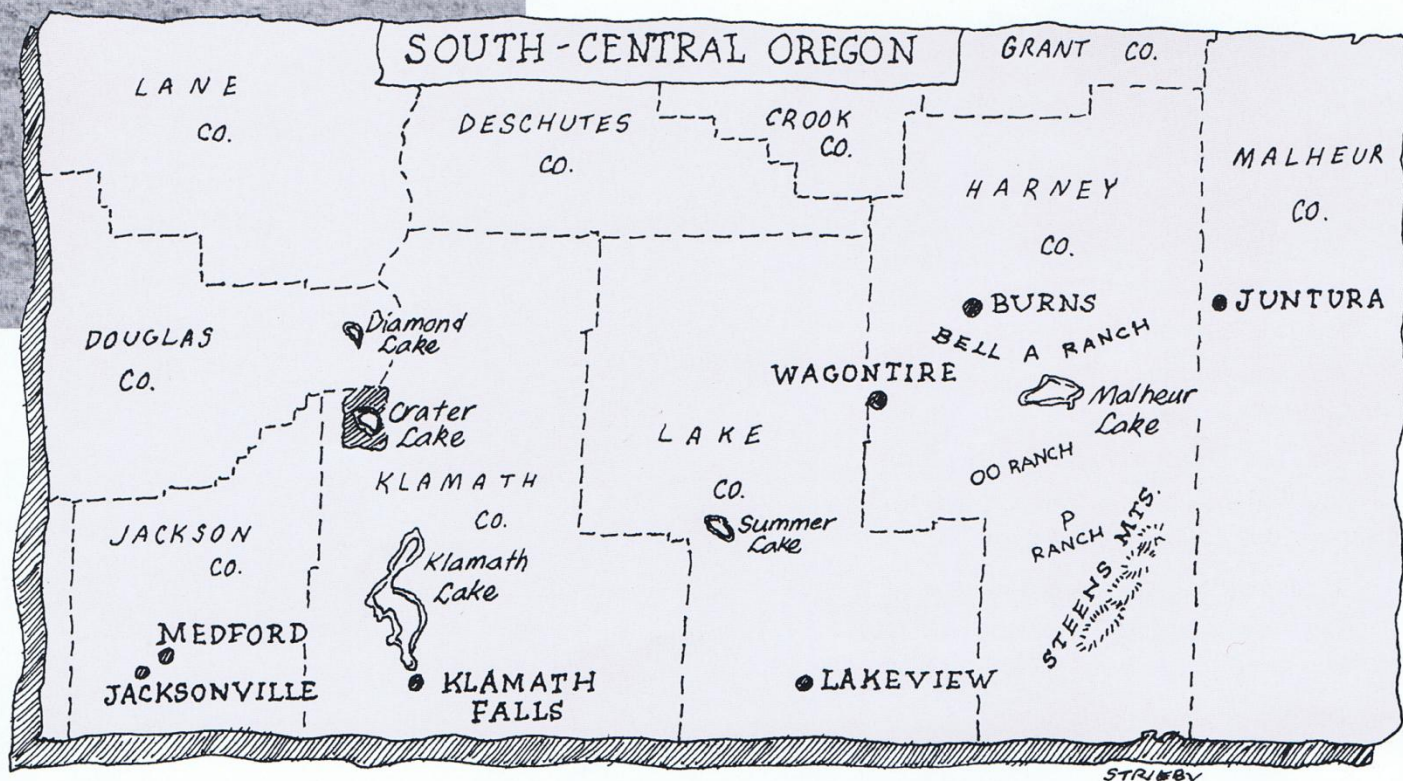 SOUTH-CENTRAL OREGON
GRANT CO.
LANE
CO.
DESCHUTES
CO.
CROOK
CO.
MALHEUR
CO.
HARNEY
CO.
DOUGLAS
CO.
Diamond
Lake
BURNS
JUNTURA
BELL A RANCH
WAGONTIRE
Malheur
Lake
Crater
Lake
LAKE
CO.
OO RANCH
KLAMATH
CO.
Summer
Lake
P
RANCH
STEENS MTS.
JACKSON
CO.
Klamath
Lake
MEDFORD
JACKSONVILLE
KLAMATH
FALLS
LAKEVIEW
STRIEBY